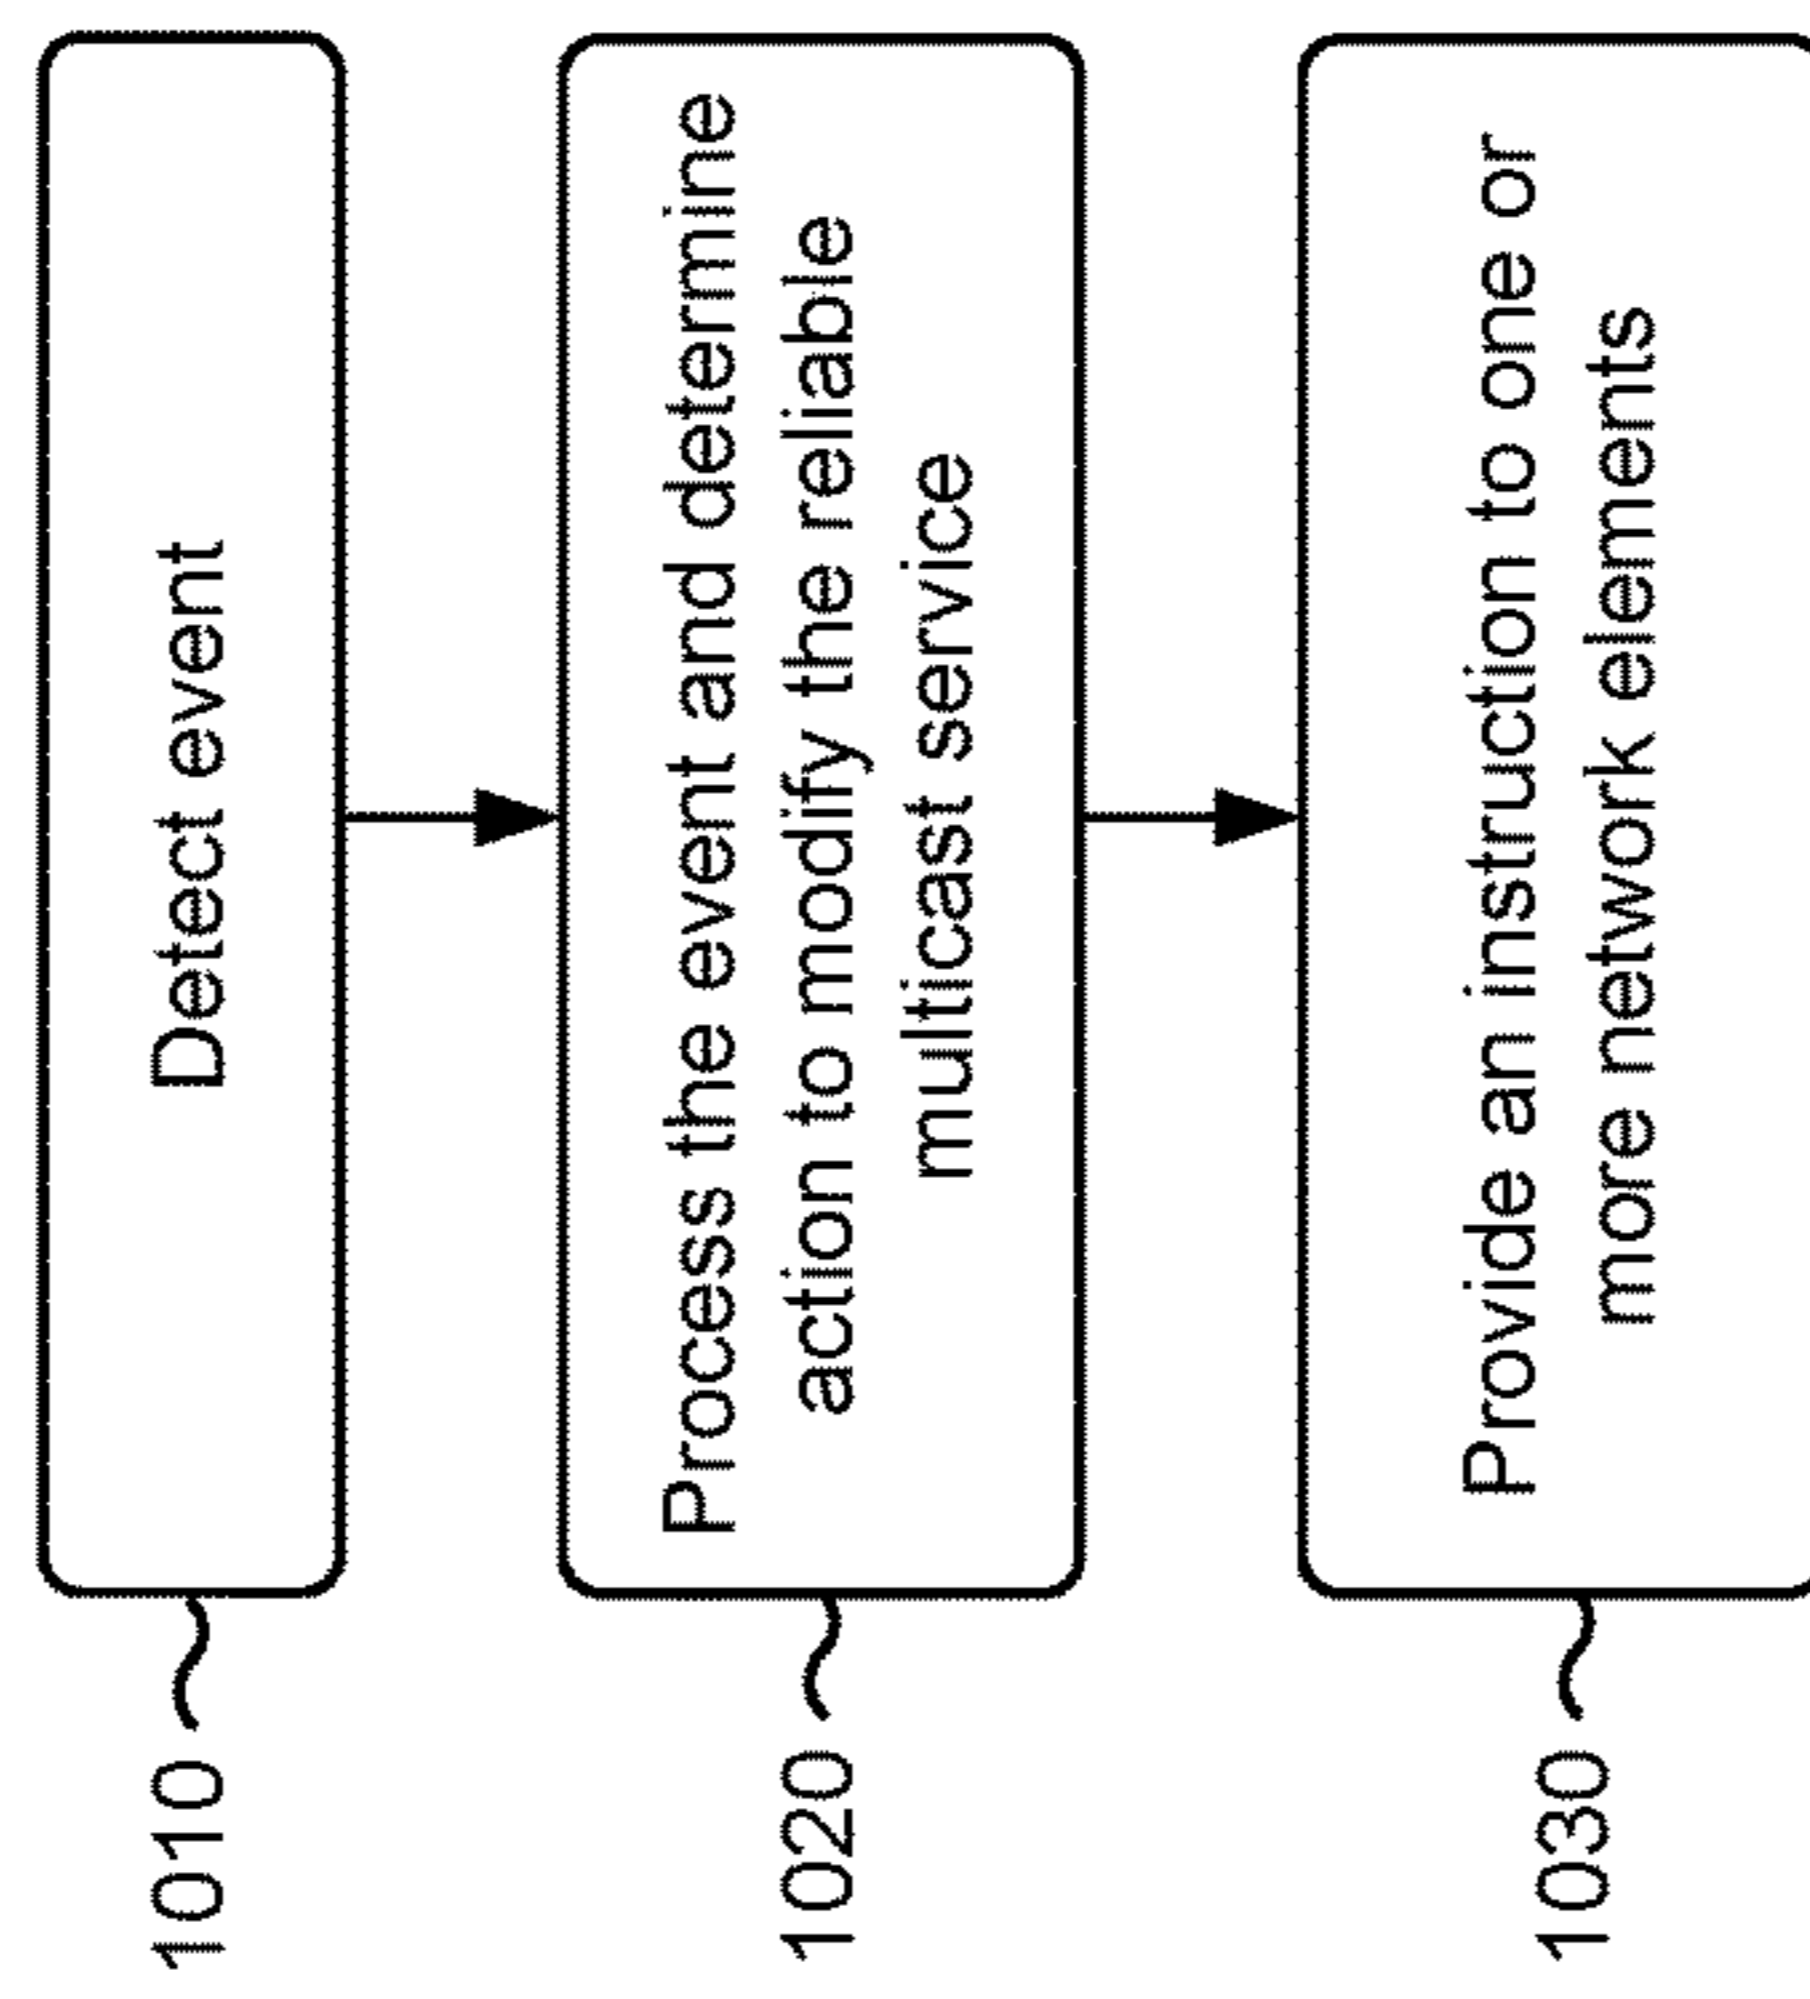 1010
Detect event
1020
Process the event and determine
action to modify the reliable
multicast service
1030
Provide an instruction to one or
more network elements